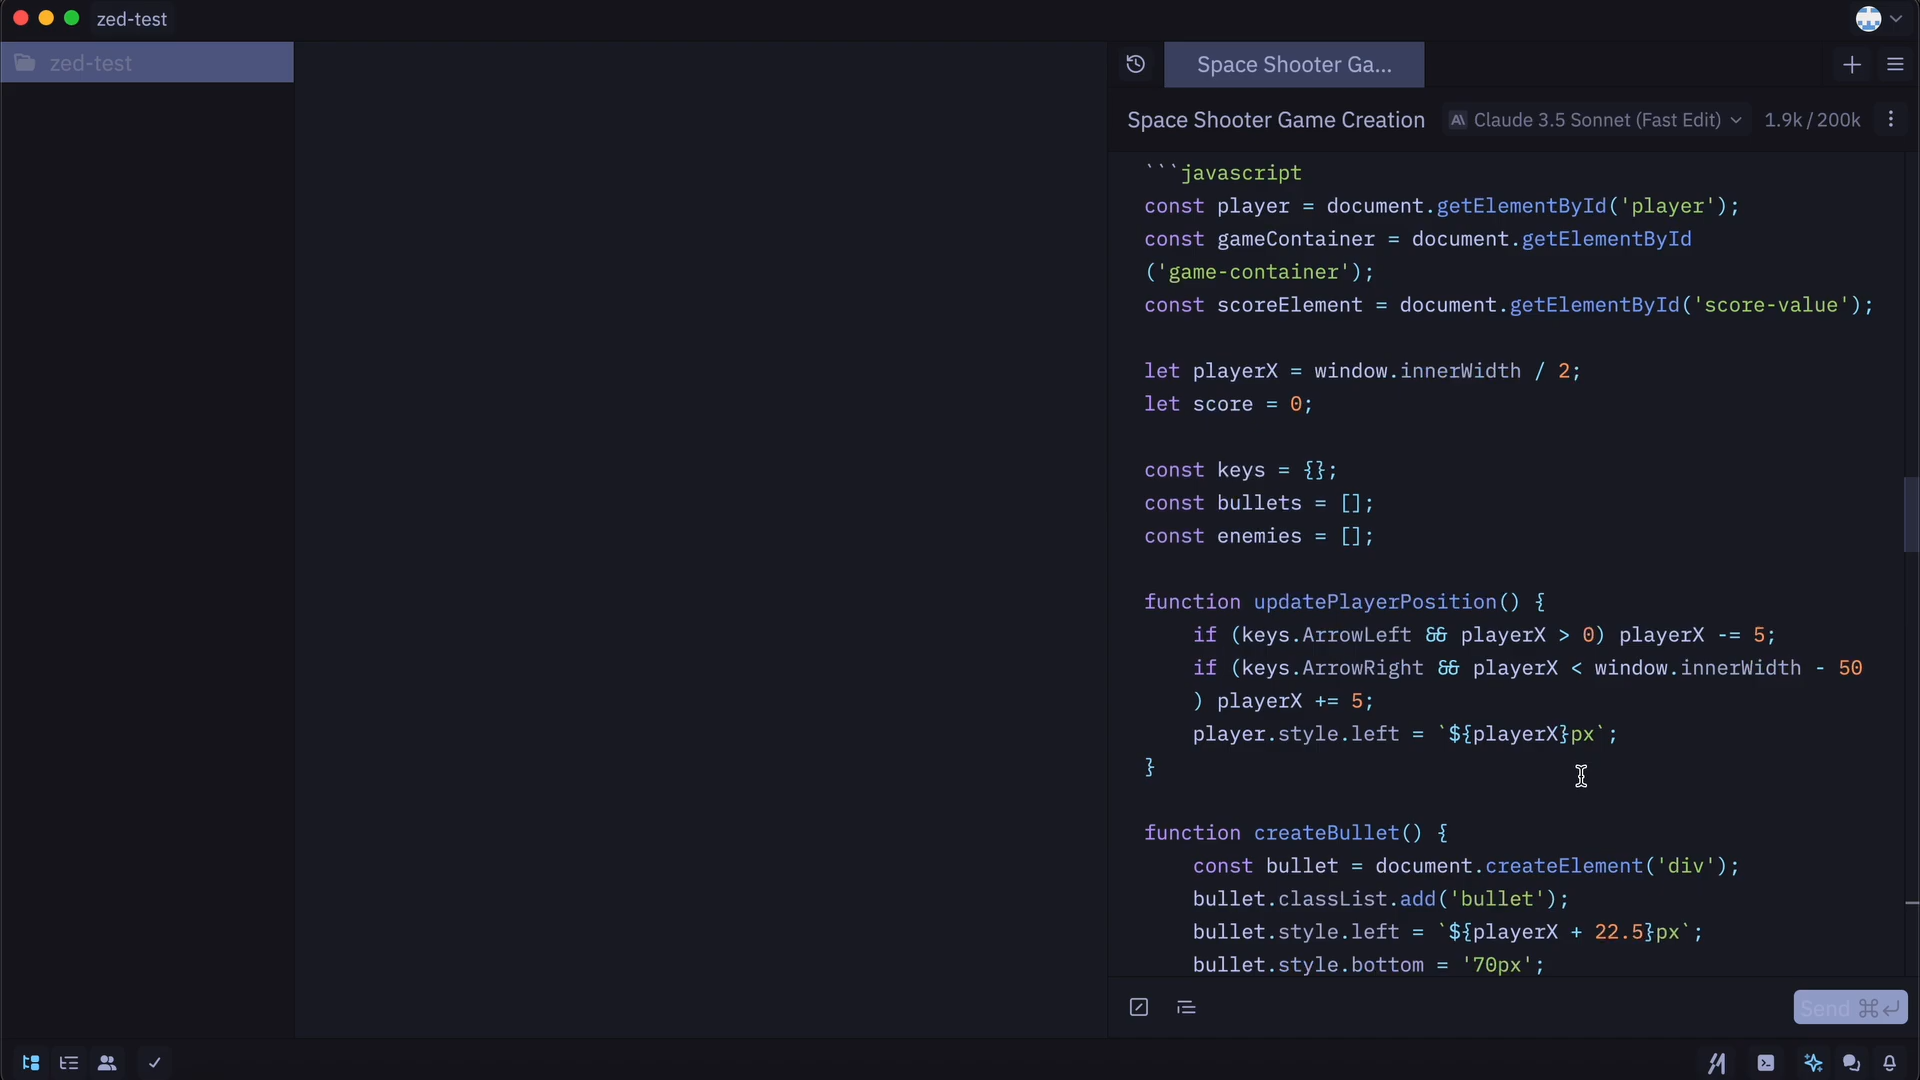 zed-test
zed-test
Space Shooter Ga...
Space Shooter Game Creation
Claude 3.5 Sonnet (Fast Edit)
1.9k/200k
```javascript
const player = document.getElementById('player');
const gameContainer = document.getElementById
('game-container');
const scoreElement = document.getElementById('score-value');
let playerX = window.innerWidth / 2;
let score = 0;
const keys = {};
const bullets = [];
const enemies = [];
function updatePlayerPosition() {
if (keys.ArrowLeft && playerX > 0) playerX -= 5;
if (keys.ArrowRight && playerX < window.innerWidth - 50
) playerX += 5;
player.style.left = `${playerX}px`;
}
function createBullet() {
const bullet = document.createElement('div');
bullet.classList.add('bullet');
bullet.style.left = `${playerX + 22.5}px`;
bullet.style.bottom = '70px';
Send ⌘↵